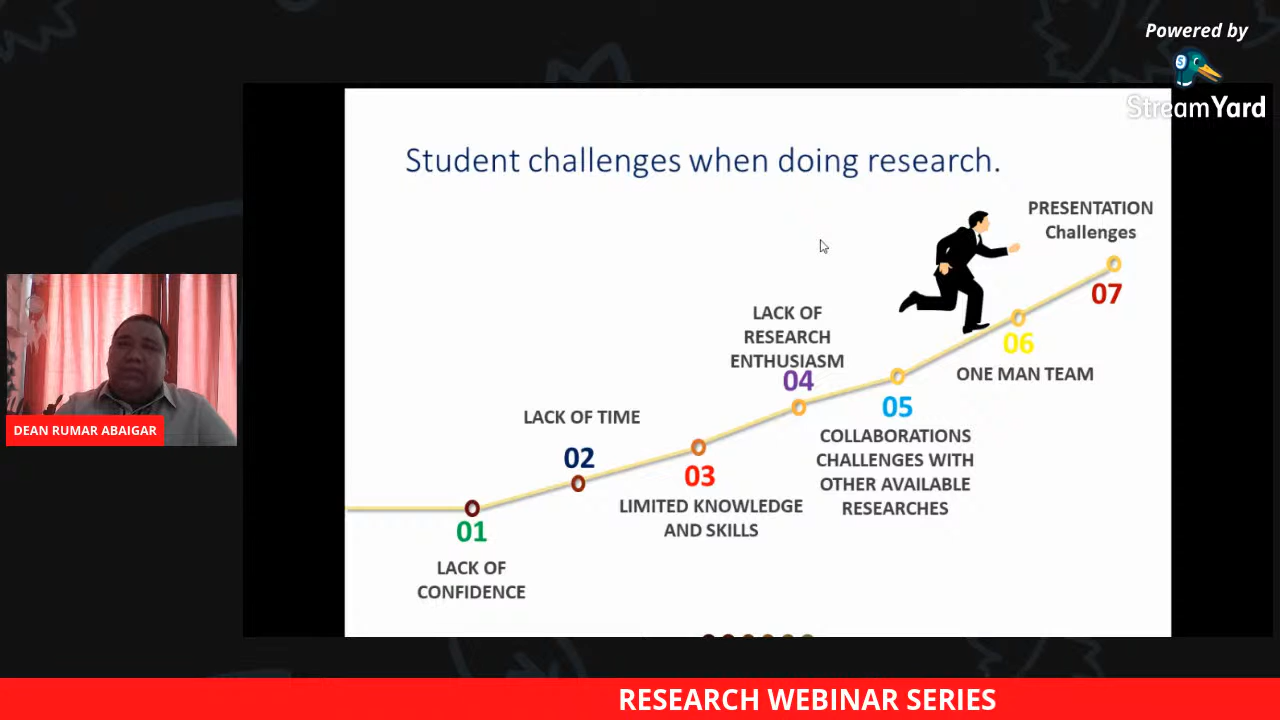 Powered by
StreamYard
Student challenges when doing research.
PRESENTATION
Challenges
07
06
ONE MAN TEAM
LACK OF
RESEARCH
ENTHUSIASM
04
05
COLLABORATIONS
CHALLENGES WITH
OTHER AVAILABLE
RESEARCHES
LACK OF TIME
02
03
LIMITED KNOWLEDGE
AND SKILLS
01
LACK OF
CONFIDENCE
DEAN RUMAR ABAIGAR
RESEARCH WEBINAR SERIES